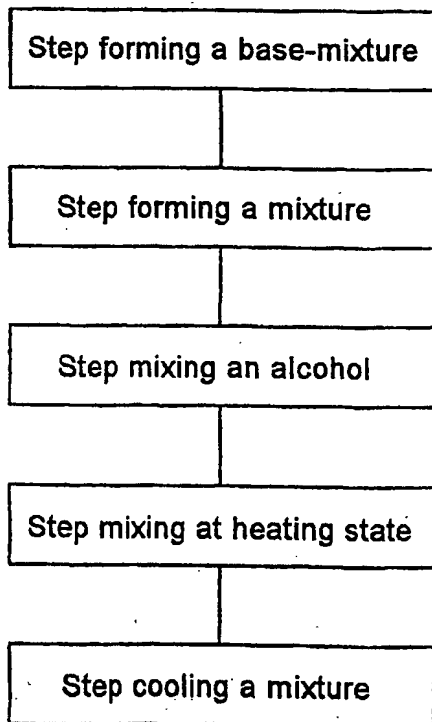 Step forming a base-mixture
Step forming a mixture
Step mixing an alcohol
Step mixing at heating state
Step cooling a mixture